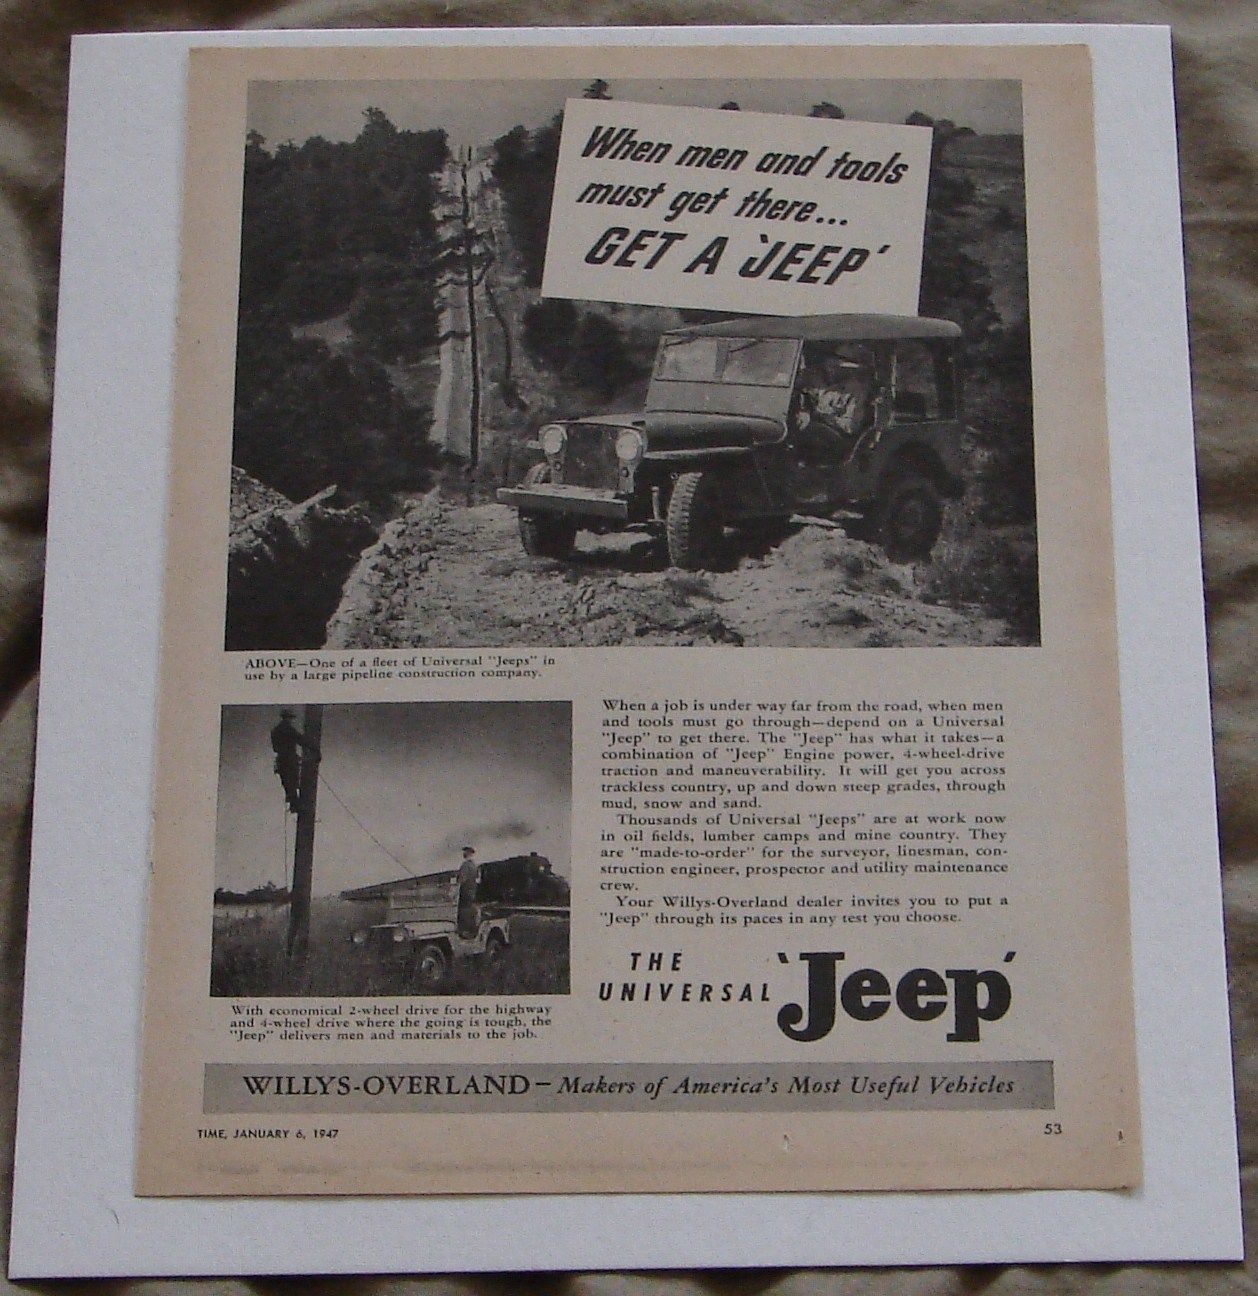 When men and tools
must get there...
GET A 'JEEP'
ABOVE—One of a fleet of Universal "Jeeps" in
use by a large pipeline construction company.
When a job is under way far from the road, when men
and tools must go through—depend on a Universal
"Jeep" to get there. The "Jeep" has what it takes—a
combination of "Jeep" Engine power, 4-wheel-drive
traction and maneuverability. It will get you across
trackless country, up and down steep grades, through
mud, snow and sand.
Thousands of Universal "Jeeps" are at work now
in oil fields, lumber camps and mine country. They
are "made-to-order" for the surveyor, linesman, con-
struction engineer, prospector and utility maintenance
crew.
Your Willys-Overland dealer invites you to put a
"Jeep" through its paces in any test you choose.
With economical 2-wheel drive for the highway
and 4-wheel drive where the going is tough, the
"Jeep" delivers men and materials to the job.
THE
UNIVERSAL 'Jeep'
WILLYS-OVERLAND – Makers of America's Most Useful Vehicles
TIME, JANUARY 6, 1947
53